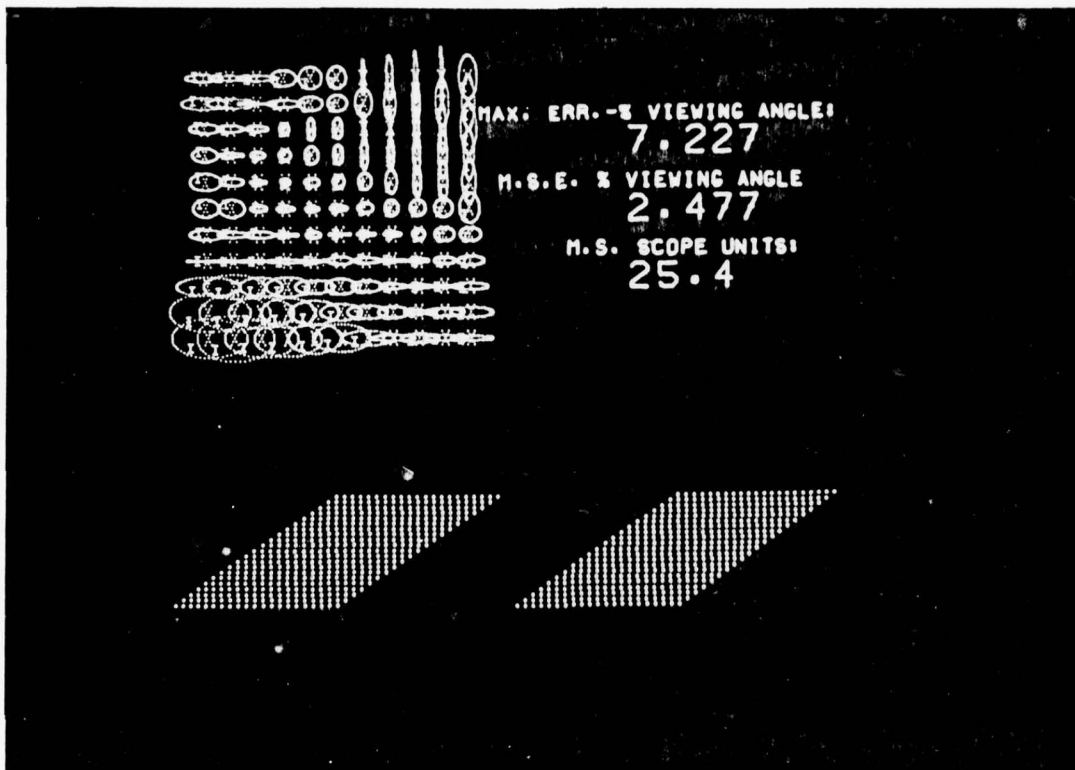 MAX. ERR.-% VIEWING ANGLE:
7.227
M.S.E. % VIEWING ANGLE
2.477
M.S. SCOPE UNITS:
25.4